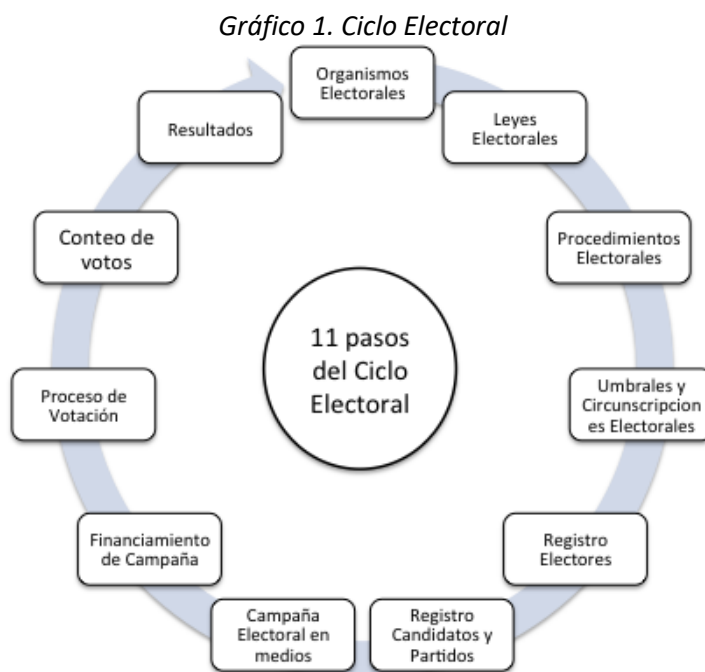 Gráfico 1. Ciclo Electoral
Organismos
Electorales
Leyes
Electorales
Procedimientos
Electorales
Umbrales y
Circunscripcion
es Electorales
Registro
Electores
Registro
Candidatos y
Partidos
Campaña
Electoral en
medios
Financiamiento
de Campaña
Proceso de
Votación
Conteo de
votos
Resultados
11 pasos
del Ciclo
Electoral